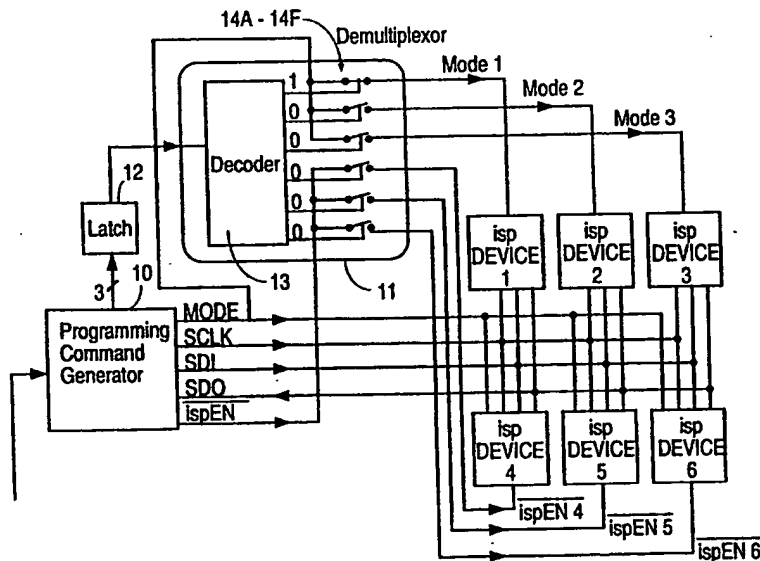 14A - 14F
Demultiplexor
Mode 1
Mode 2
Mode 3
1
0
0
0
0
0
Decoder
12
Latch
3
10
13
11
isp
DEVICE
1
isp
DEVICE
2
isp
DEVICE
3
Programming
Command
Generator
MODE
SCLK
SDI
SDO
ispEN
isp
DEVICE
4
isp
DEVICE
5
isp
DEVICE
6
ispEN 4
ispEN 5
ispEN 6